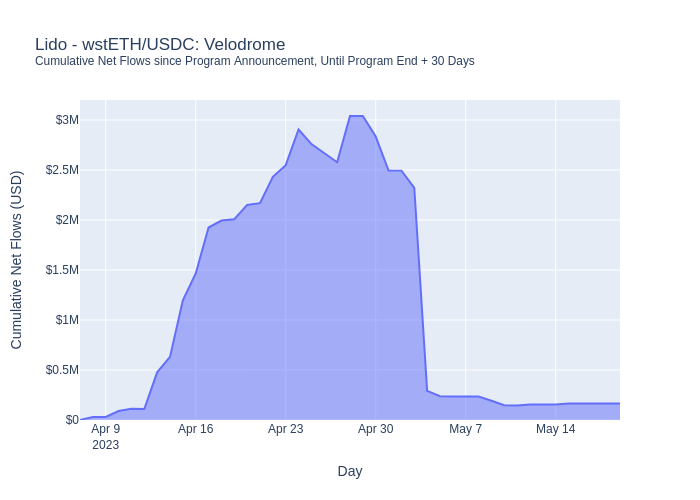 Lido - wstETH/USDC: Velodrome
Cumulative Net Flows since Program Announcement, Until Program End + 30 Days
Cumulative Net Flows (USD)
$3M
$2.5M
$2M
$1.5M
$1M
$0.5M
$0
Apr 9
2023
Apr 16
Apr 23
Apr 30
May 7
May 14
Day